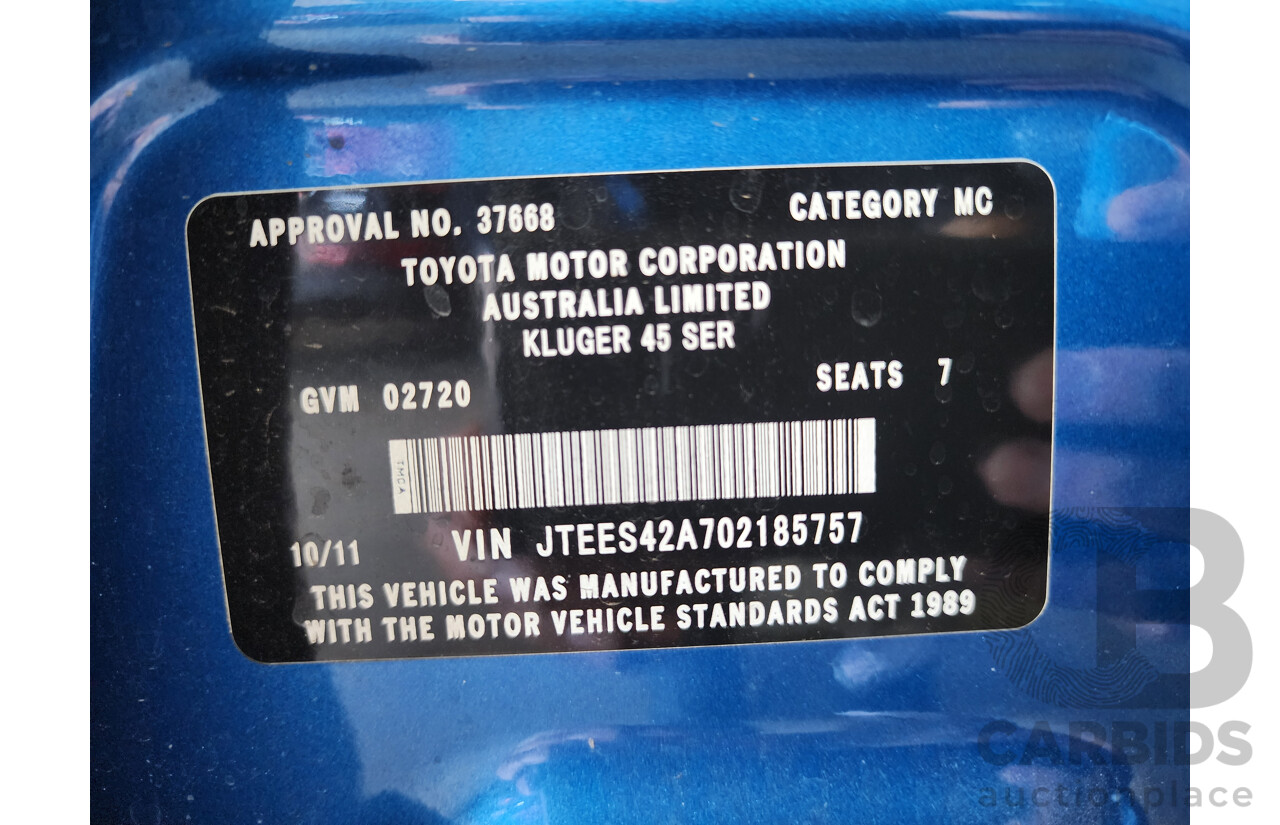 APPROVAL NO. 37668 CATEGORY MC
TOYOTA MOTOR CORPORATION
AUSTRALIA LIMITED
KLUGER 45 SER
GVM 02720 SEATS 7
TMCA
10/11 VIN JTEES42A702185757
THIS VEHICLE WAS MANUFACTURED TO COMPLY
WITH THE MOTOR VEHICLE STANDARDS ACT 1989
CB
CARBIDS
auctionplace